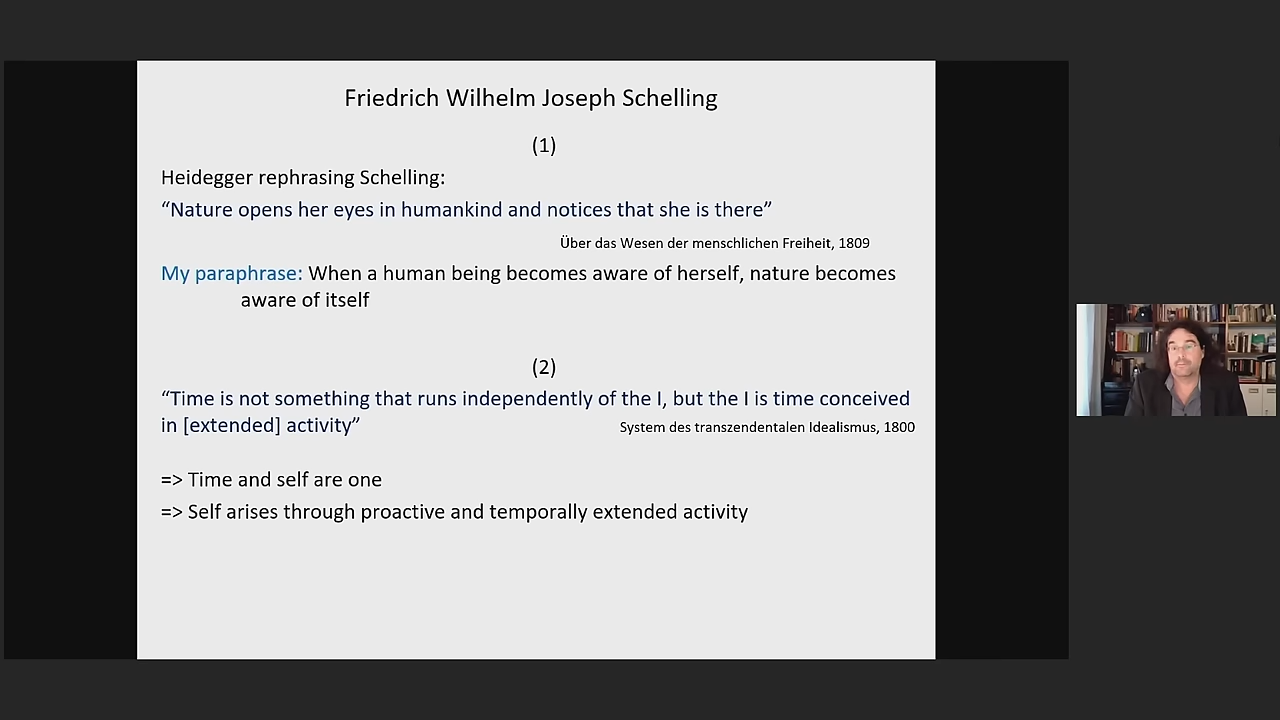 Friedrich Wilhelm Joseph Schelling
(1)
Heidegger rephrasing Schelling:
“Nature opens her eyes in humankind and notices that she is there”
Über das Wesen der menschlichen Freiheit, 1809
My paraphrase: When a human being becomes aware of herself, nature becomes
aware of itself
(2)
“Time is not something that runs independently of the I, but the I is time conceived
in [extended] activity”
System des transzendentalen Idealismus, 1800
=> Time and self are one
=> Self arises through proactive and temporally extended activity